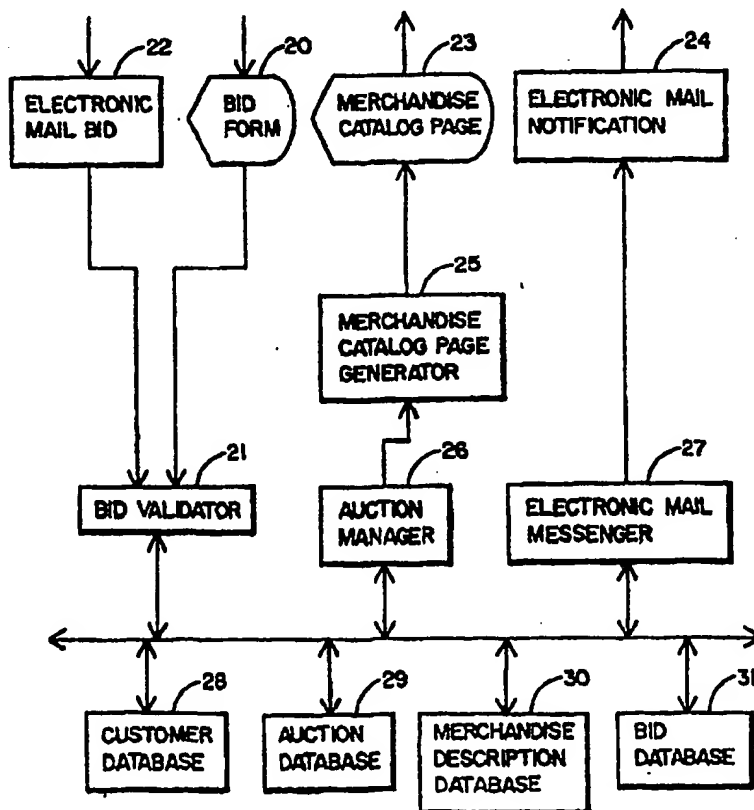 22
20
23
24
ELECTRONIC
MAIL BID
BID
FORM
MERCHANDISE
CATALOG PAGE
ELECTRONIC MAIL
NOTIFICATION
25
MERCHANDISE
CATALOG PAGE
GENERATOR
21
26
27
BID VALIDATOR
AUCTION
MANAGER
ELECTRONIC MAIL
MESSENGER
28
29
30
31
CUSTOMER
DATABASE
AUCTION
DATABASE
MERCHANDISE
DESCRIPTION
DATABASE
BID
DATABASE